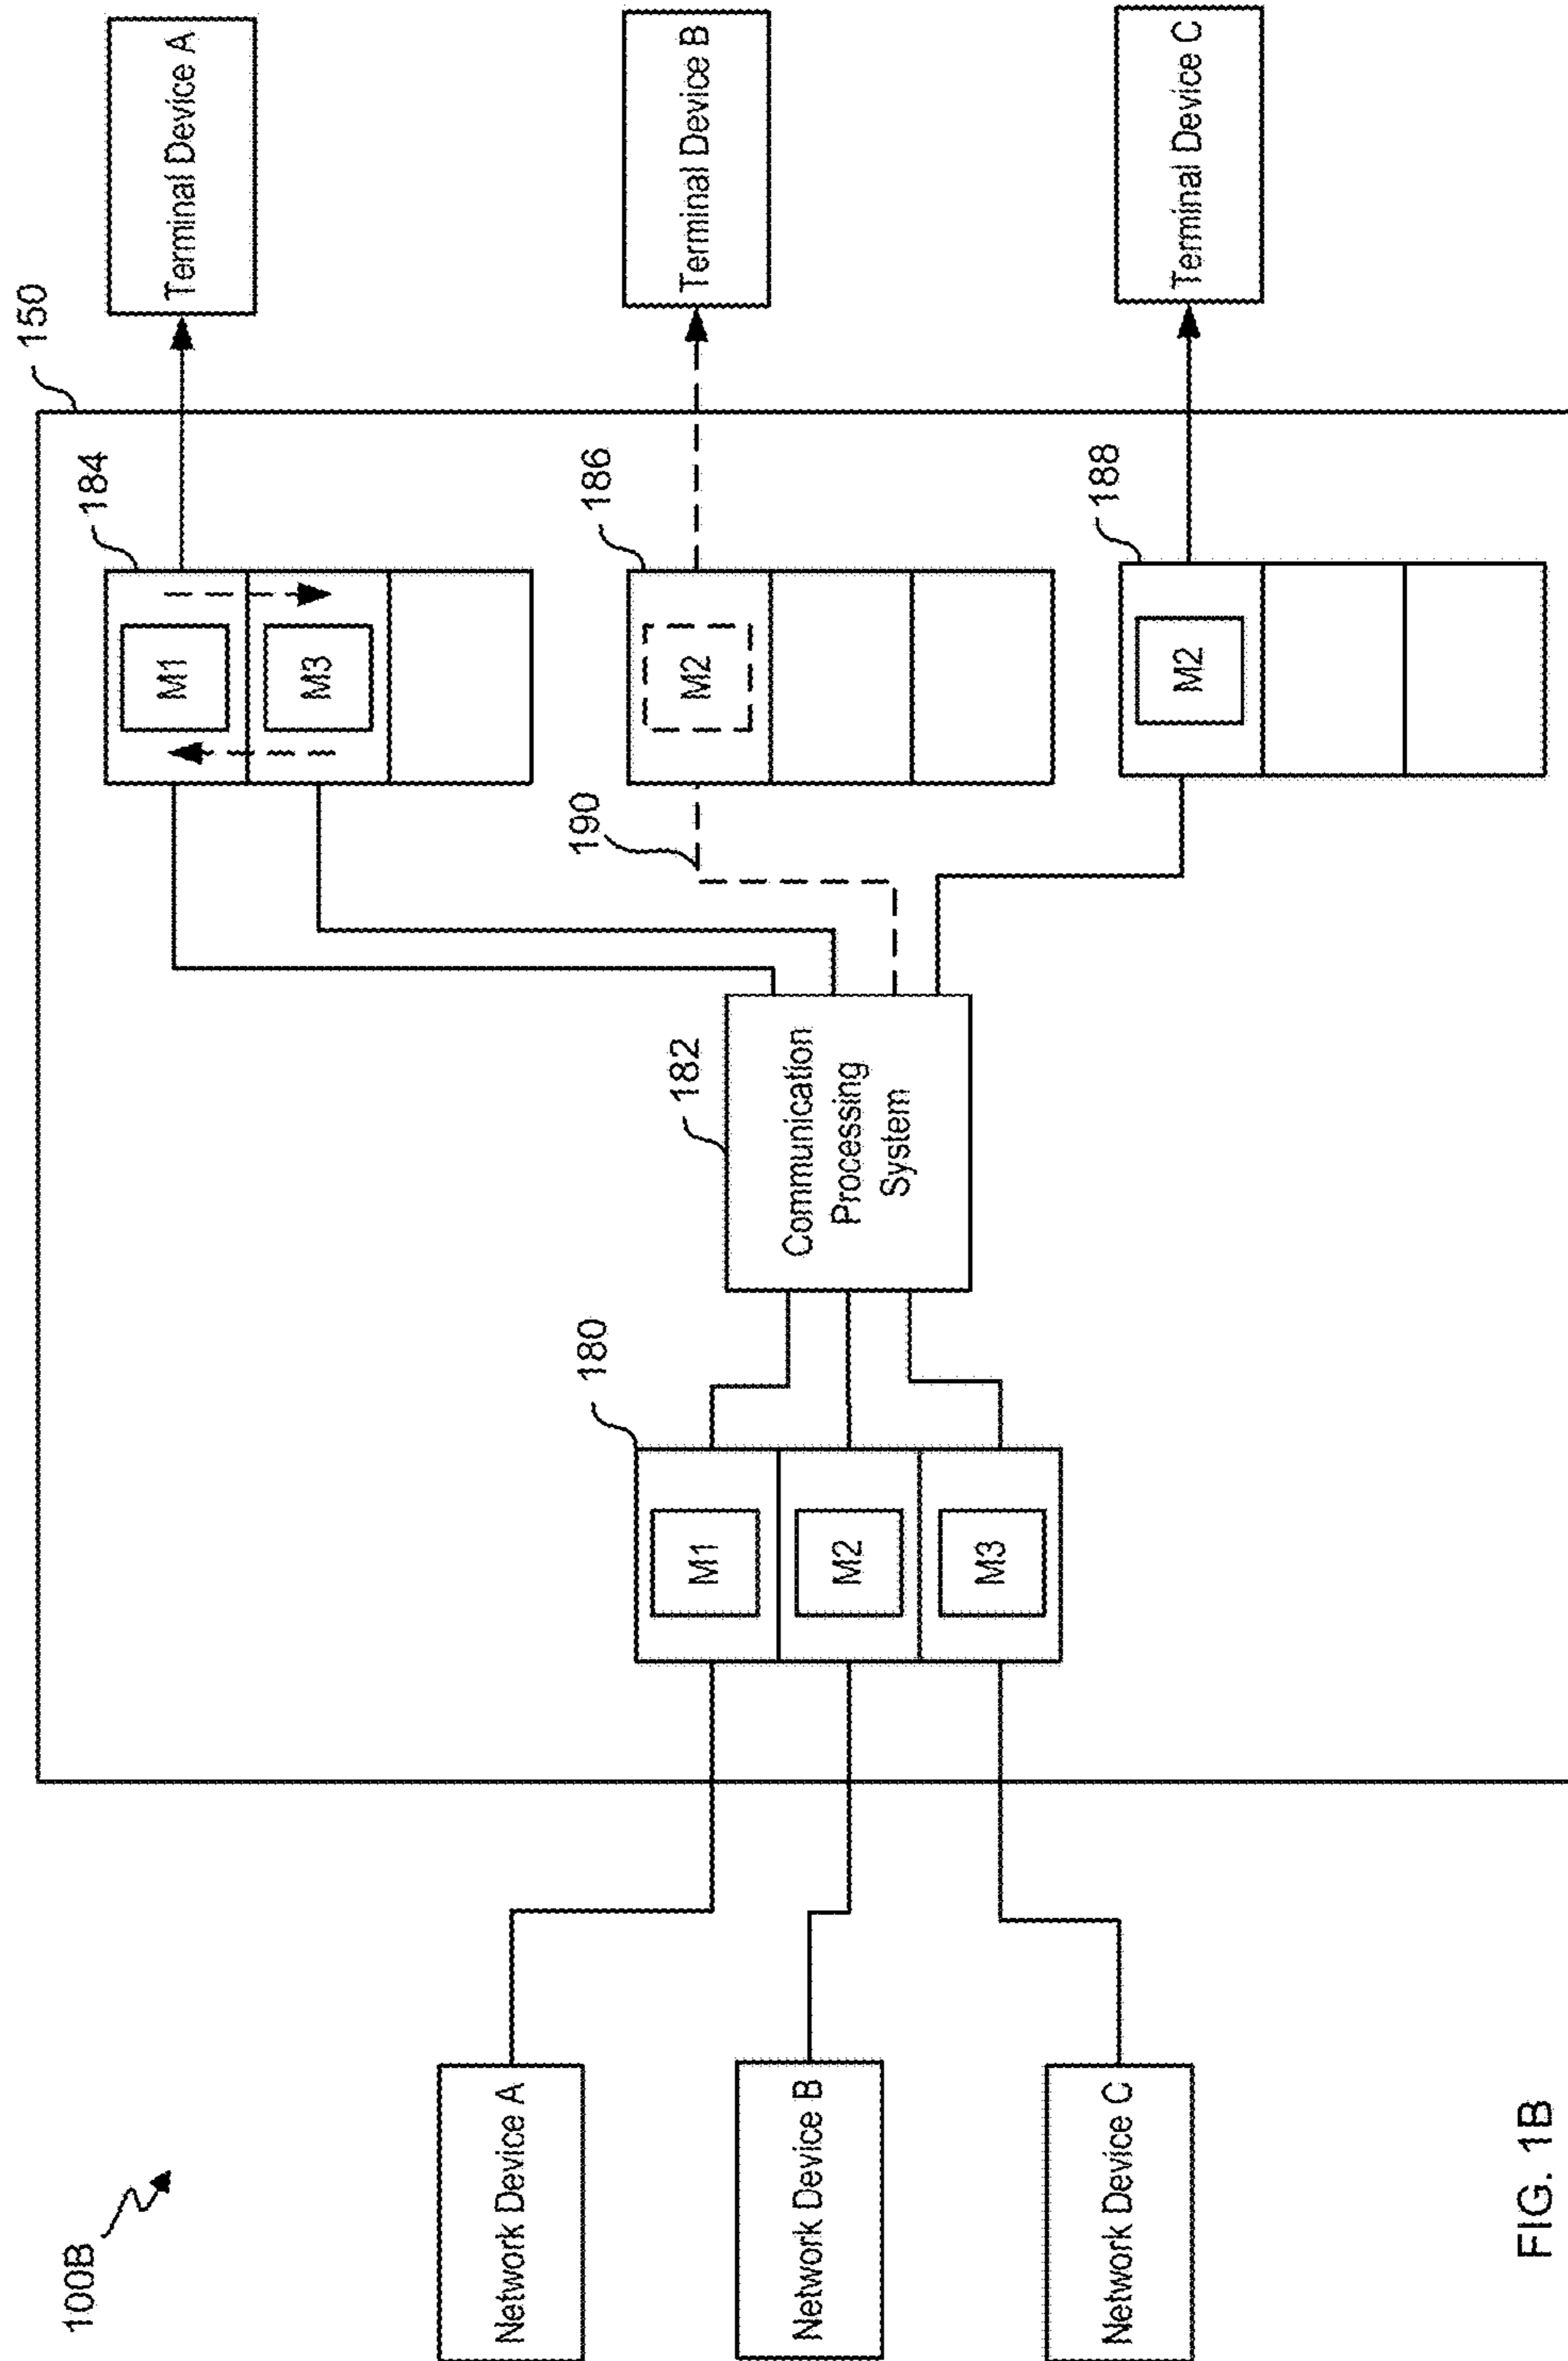 100B
Network Device A
Network Device B
Network Device C
150
180
M1
M2
M3
182
Communication
Processing
System
190
184
M1
M3
186
M2
188
M2
Terminal Device A
Terminal Device B
Terminal Device C
FIG. 1B